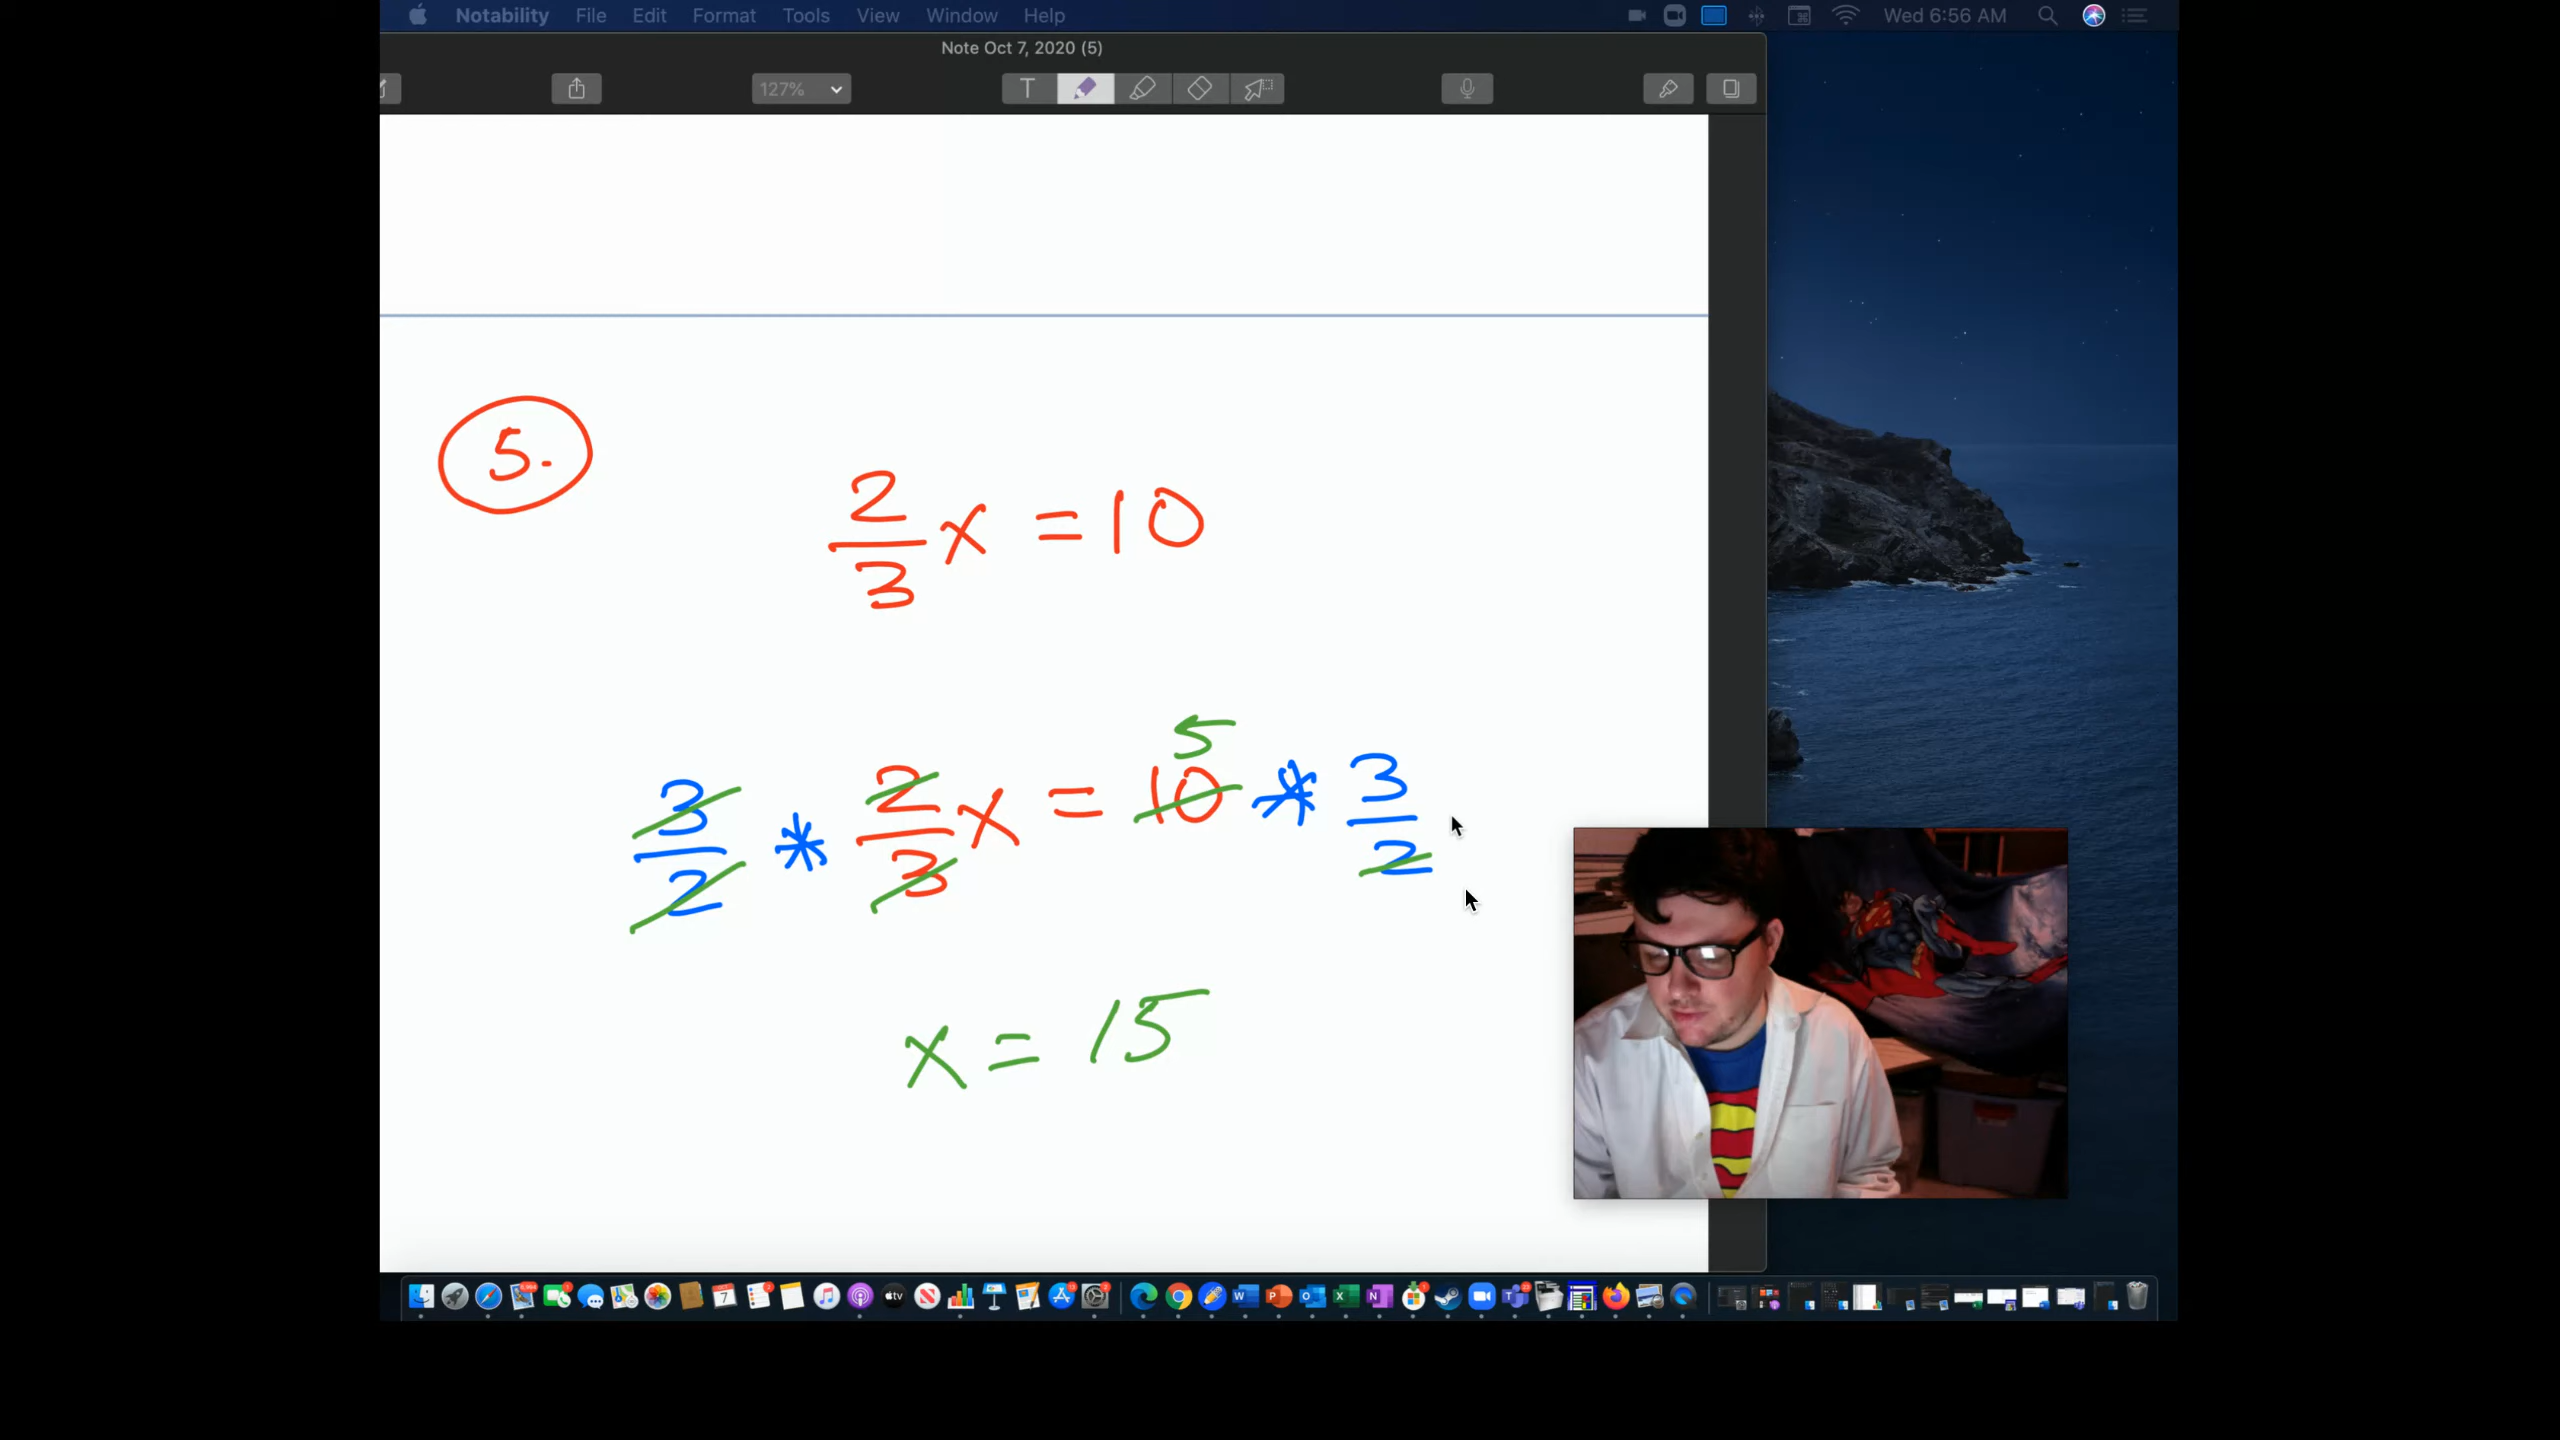 Notability File Edit Format Tools View Window Help Wed 6:56 AM
Note Oct 7, 2020 (5)
127% T
5.
2/3 x = 10
5
3/2 * 2/3 x = 10 * 3/2
x = 15